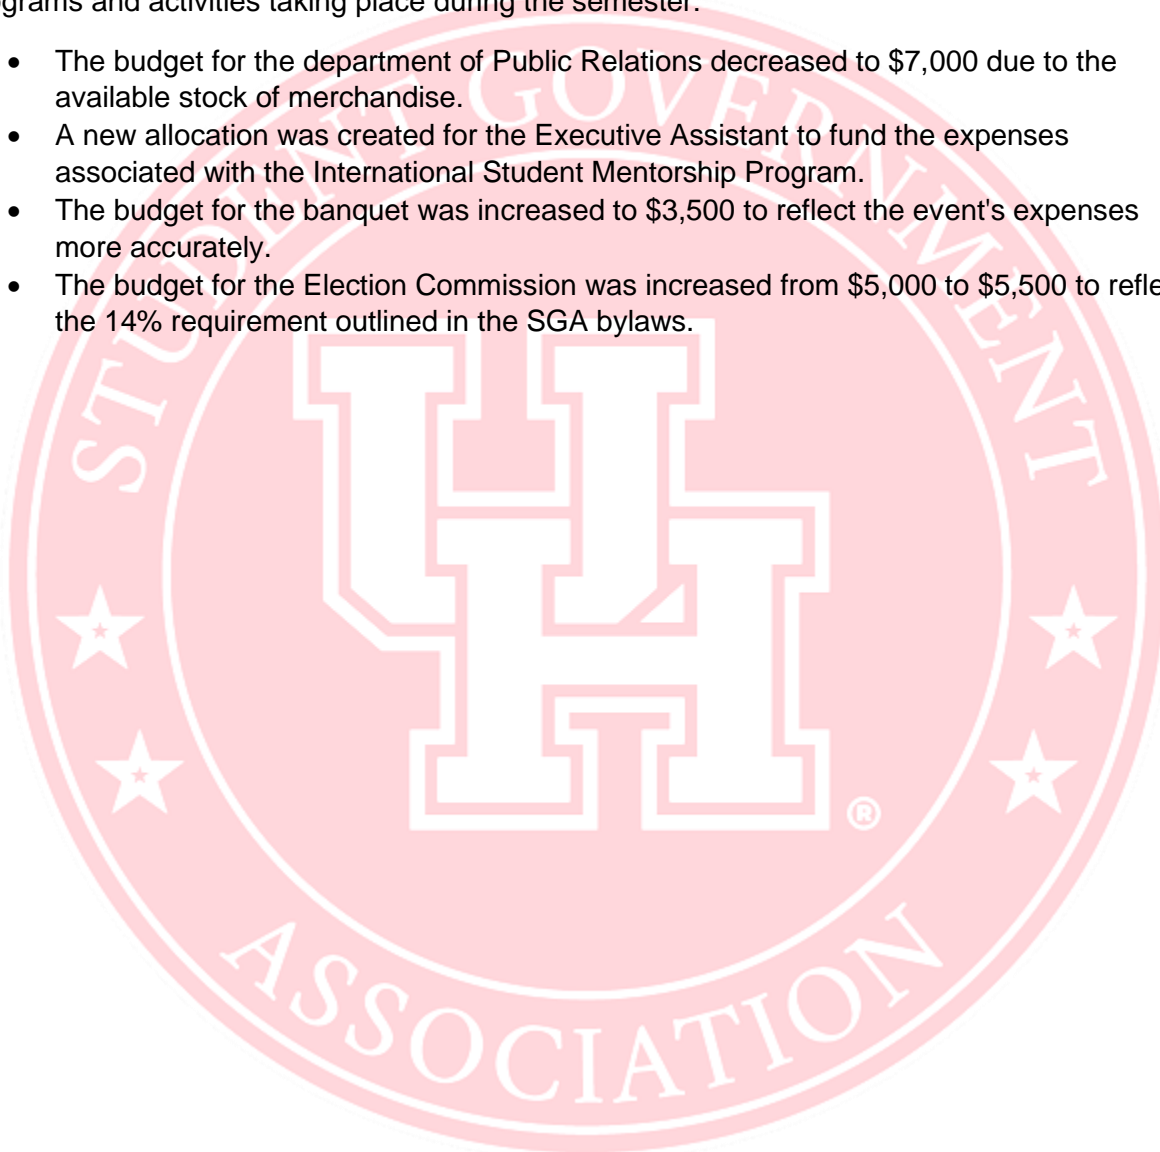 ograms and activities taking place during the semester.
• The budget for the department of Public Relations decreased to $7,000 due to the
available stock of merchandise.
• A new allocation was created for the Executive Assistant to fund the expenses
associated with the International Student Mentorship Program.
• The budget for the banquet was increased to $3,500 to reflect the event's expenses
more accurately.
• The budget for the Election Commission was increased from $5,000 to $5,500 to refle
the 14% requirement outlined in the SGA bylaws.
STUDENT GOVERNMENT
UH
®
ASSOCIATION